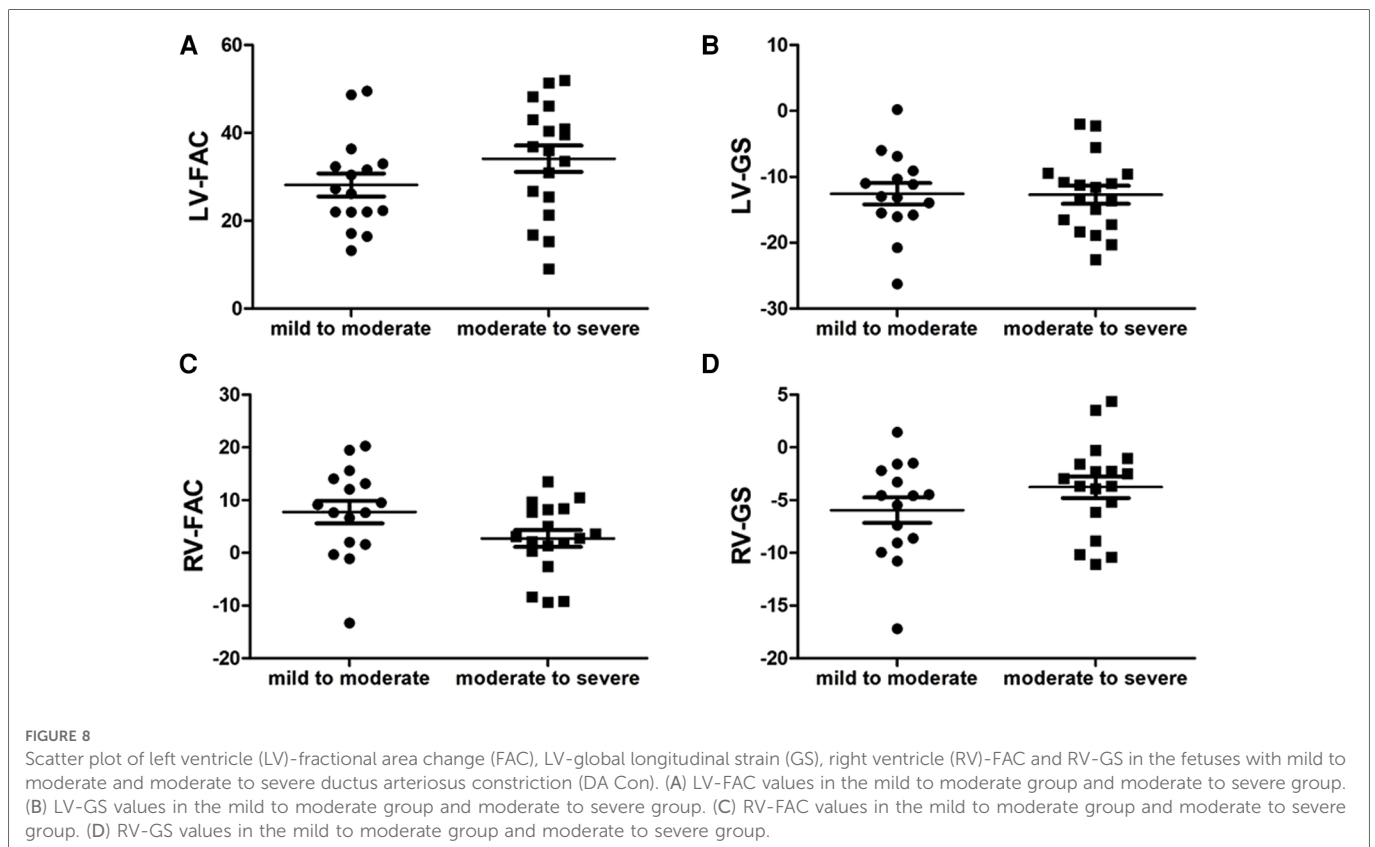 A
60
40
20
0
LV-FAC
mild to moderate
moderate to severe
B
10
0
-10
-20
-30
LV-GS
mild to moderate
moderate to severe
C
30
20
10
0
-10
-20
RV-FAC
mild to moderate
moderate to severe
D
5
0
-5
-10
-15
-20
RV-GS
mild to moderate
moderate to severe
FIGURE 8
Scatter plot of left ventricle (LV)-fractional area change (FAC), LV-global longitudinal strain (GS), right ventricle (RV)-FAC and RV-GS in the fetuses with mild to
moderate and moderate to severe ductus arteriosus constriction (DA Con). (A) LV-FAC values in the mild to moderate group and moderate to severe group.
(B) LV-GS values in the mild to moderate group and moderate to severe group. (C) RV-FAC values in the mild to moderate group and moderate to severe
group. (D) RV-GS values in the mild to moderate group and moderate to severe group.